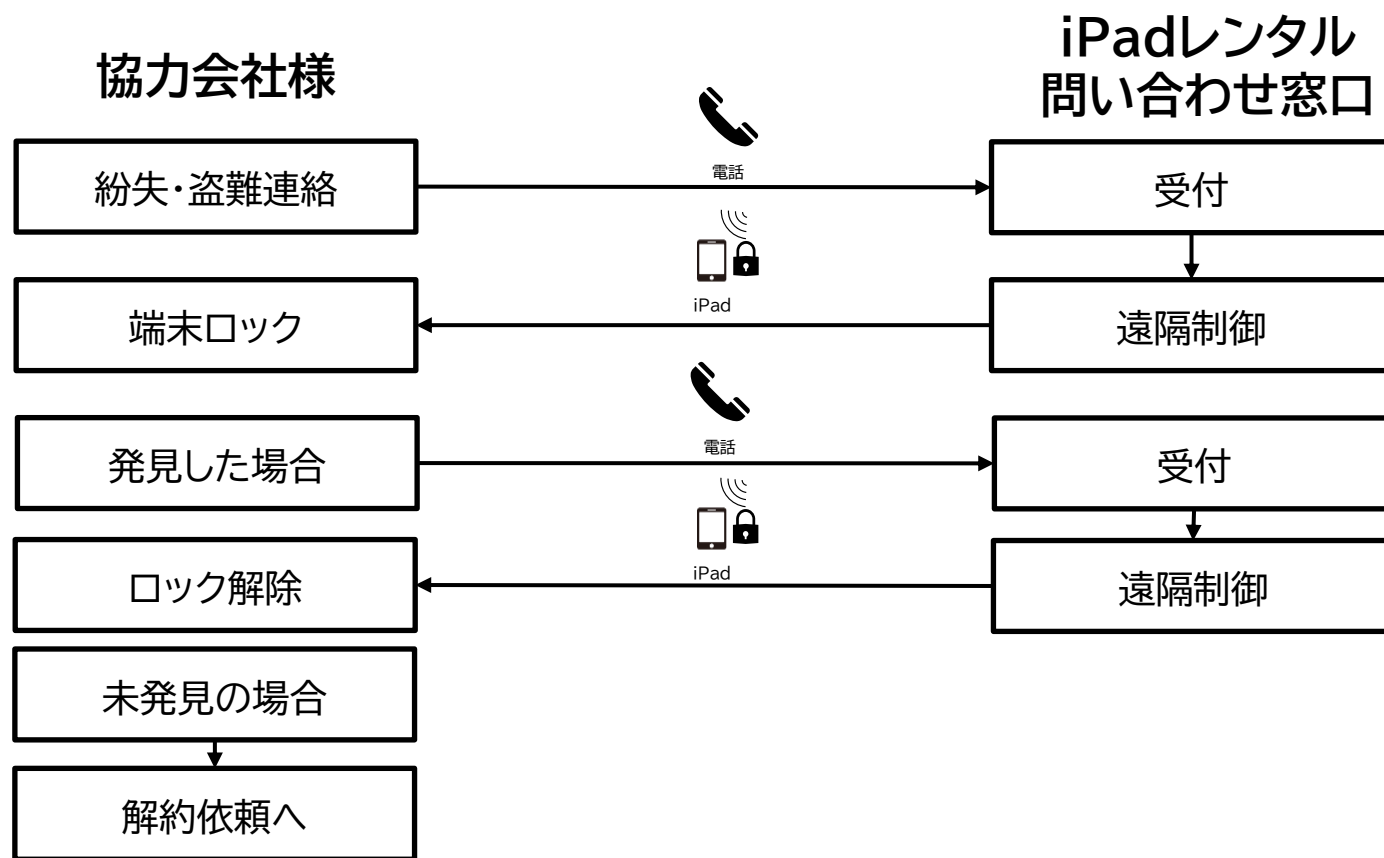 協力会社様
iPadレンタル
問い合わせ窓口
紛失・盗難連絡
電話
受付
端末ロック
iPad
遠隔制御
発見した場合
電話
受付
ロック解除
iPad
遠隔制御
未発見の場合
解約依頼へ